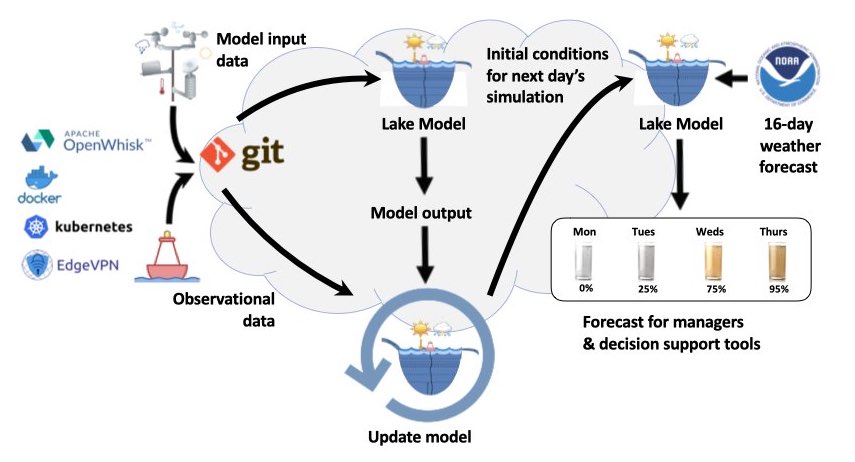 Model input
data
APACHE
OpenWhisk™
docker
kubernetes
EdgeVPN
git
Observational
data
Lake Model
Model output
Update model
Initial conditions
for next day's
simulation
Lake Model
NOAA
16-day
weather
forecast
Mon Tues Weds Thurs
0% 25% 75% 95%
Forecast for managers
& decision support tools